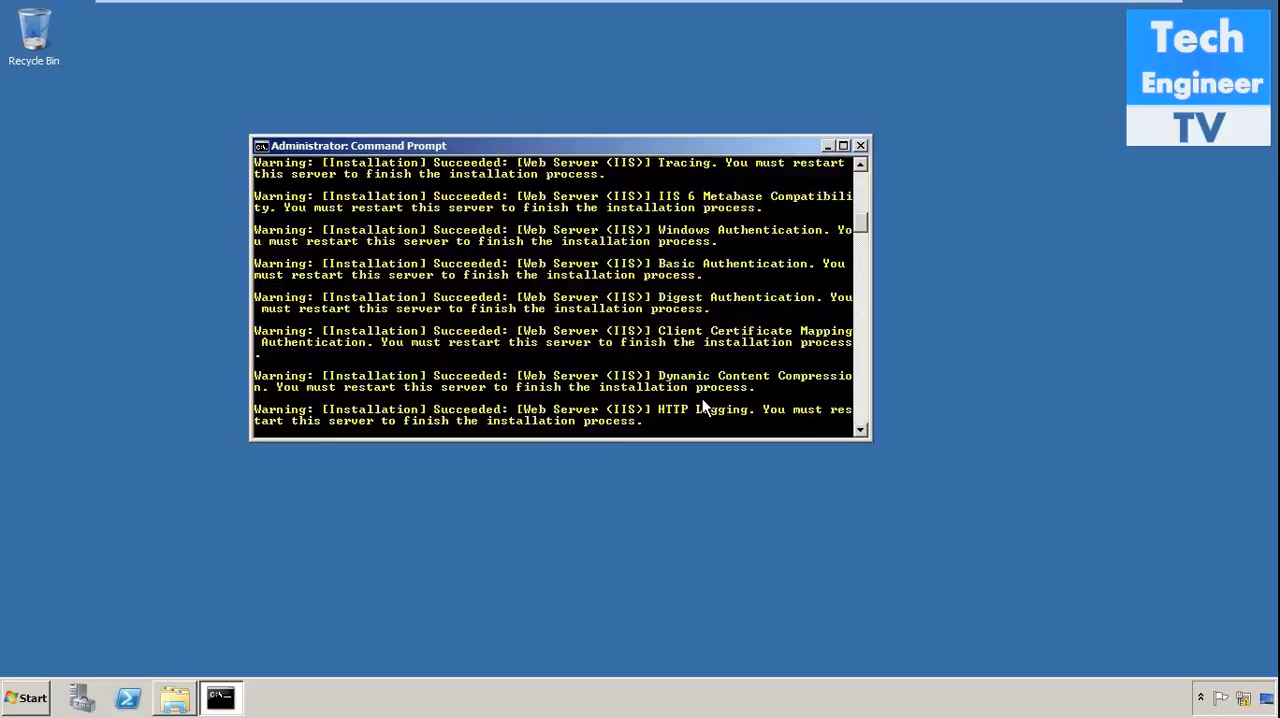 Recycle Bin
Tech
Engineer
TV
Administrator: Command Prompt
Warning: [Installation] Succeeded: [Web Server (IIS)] Tracing. You must restart
this server to finish the installation process.
Warning: [Installation] Succeeded: [Web Server (IIS)] IIS 6 Metabase Compatibili
ty. You must restart this server to finish the installation process.
Warning: [Installation] Succeeded: [Web Server (IIS)] Windows Authentication. Yo
u must restart this server to finish the installation process.
Warning: [Installation] Succeeded: [Web Server (IIS)] Basic Authentication. You
must restart this server to finish the installation process.
Warning: [Installation] Succeeded: [Web Server (IIS)] Digest Authentication. You
must restart this server to finish the installation process.
Warning: [Installation] Succeeded: [Web Server (IIS)] Client Certificate Mapping
Authentication. You must restart this server to finish the installation process
.
Warning: [Installation] Succeeded: [Web Server (IIS)] Dynamic Content Compressio
n. You must restart this server to finish the installation process.
Warning: [Installation] Succeeded: [Web Server (IIS)] HTTP Logging. You must res
tart this server to finish the installation process.
Start